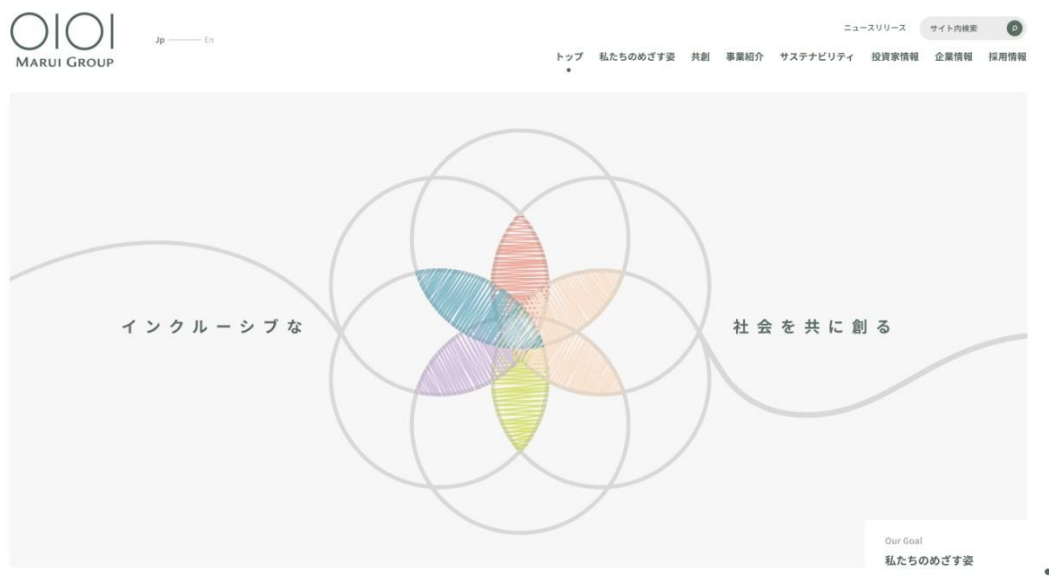 OIOI
MARUI GROUP
Jp En
ニュースリリース サイト内検索
トップ 私たちのめざす姿 共創 事業紹介 サステナビリティ 投資家情報 企業情報 採用情報
インクルーシブな 社会を共に創る
Our Goal
私たちのめざす姿